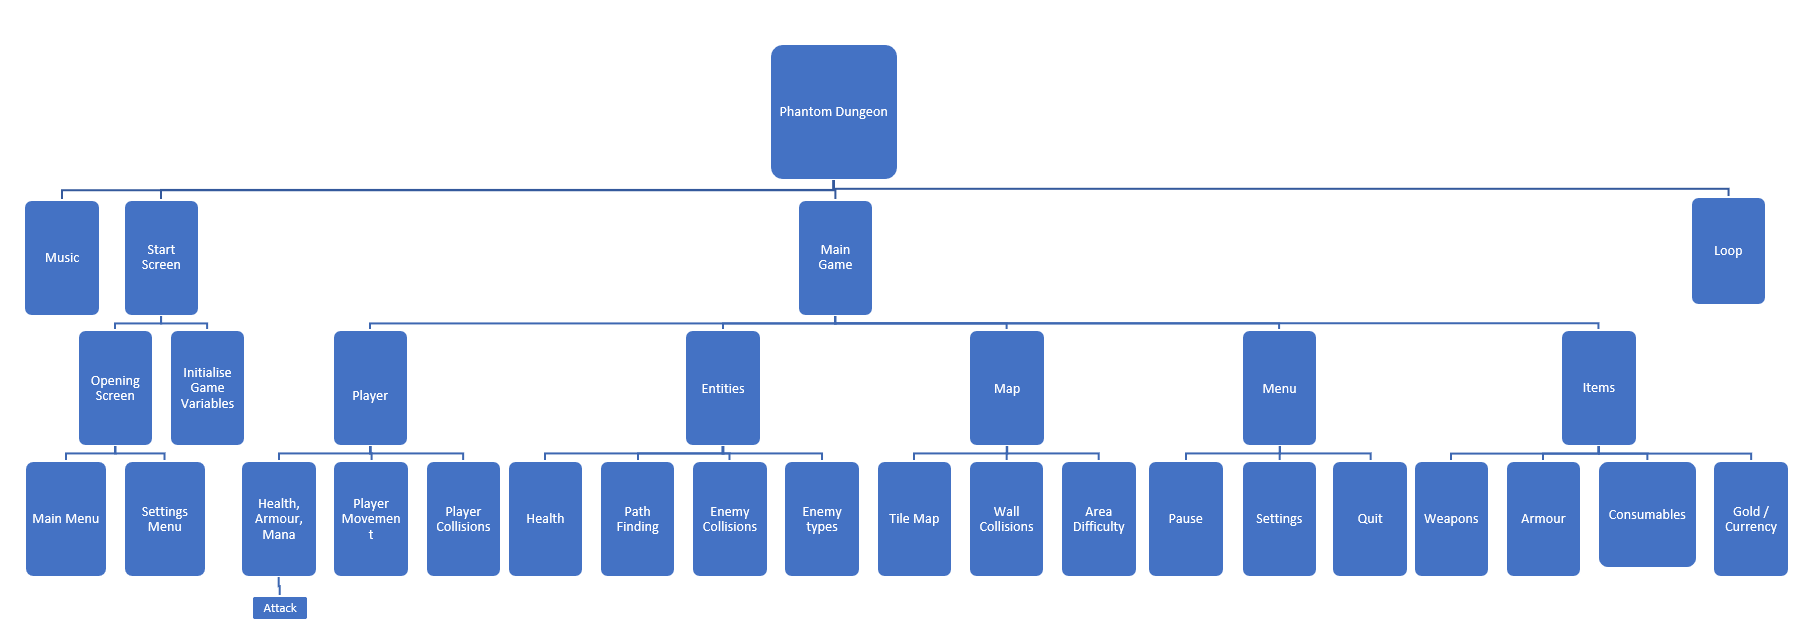 Phantom Dungeon
Music
Start
Screen
Main
Game
Loop
Opening
Screen
Initialise
Game
Variables
Player
Entities
Map
Menu
Items
Main Menu
Settings
Menu
Health,
Armour,
Mana
Player
Movemen
t
Player
Collisions
Health
Path
Finding
Enemy
Collisions
Enemy
types
Tile Map
Wall
Collisions
Area
Difficulty
Pause
Settings
Quit
Weapons
Armour
Consumables
Gold /
Currency
Attack